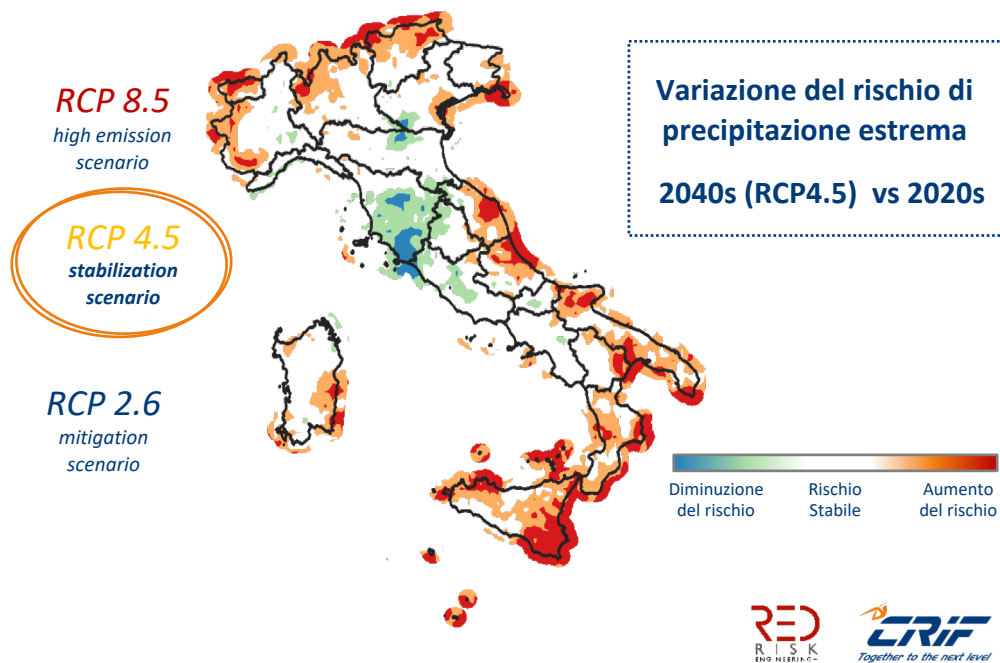 RCP 8.5
high emission
scenario
RCP 4.5
stabilization
scenario
RCP 2.6
mitigation
scenario
Variazione del rischio di
precipitazione estrema
2040s (RCP4.5) vs 2020s
Diminuzione
del rischio
Rischio
Stabile
Aumento
del rischio
RED
RISK
ENGINEERING+
CRIF
Together to the next level